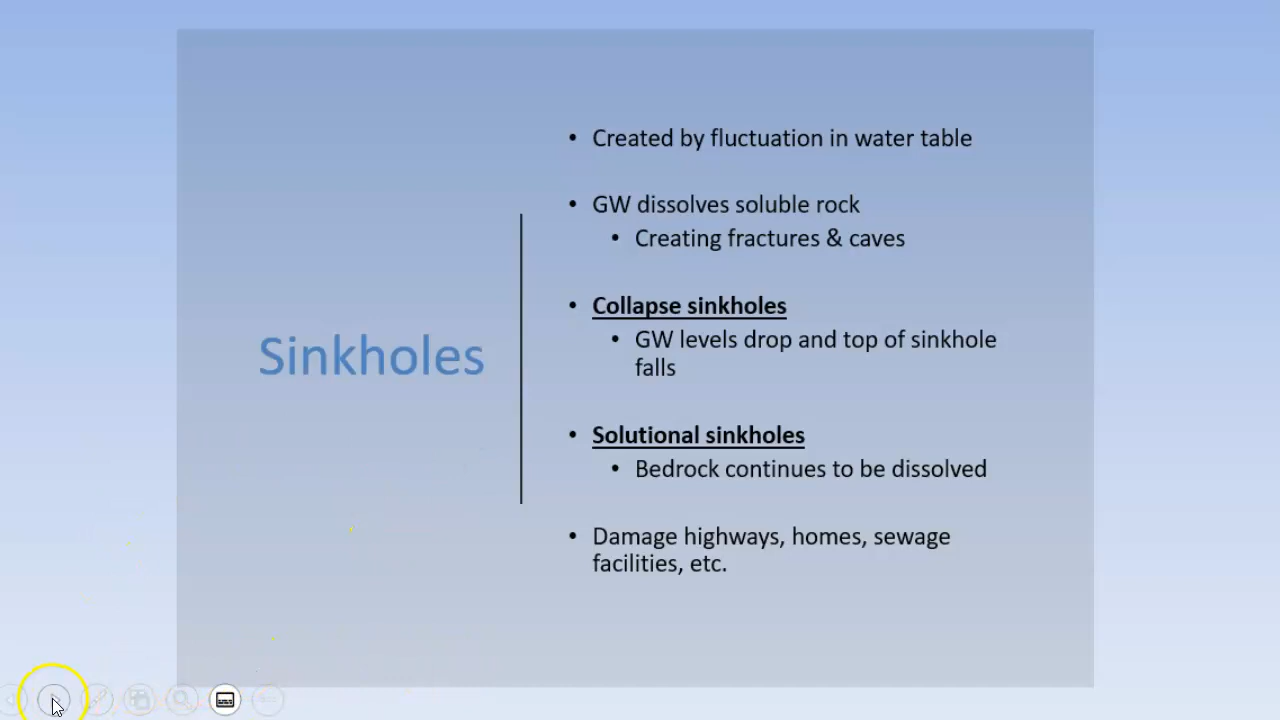 Sinkholes
• Created by fluctuation in water table
• GW dissolves soluble rock
• Creating fractures & caves
• Collapse sinkholes
• GW levels drop and top of sinkhole
falls
• Solutional sinkholes
• Bedrock continues to be dissolved
• Damage highways, homes, sewage
facilities, etc.